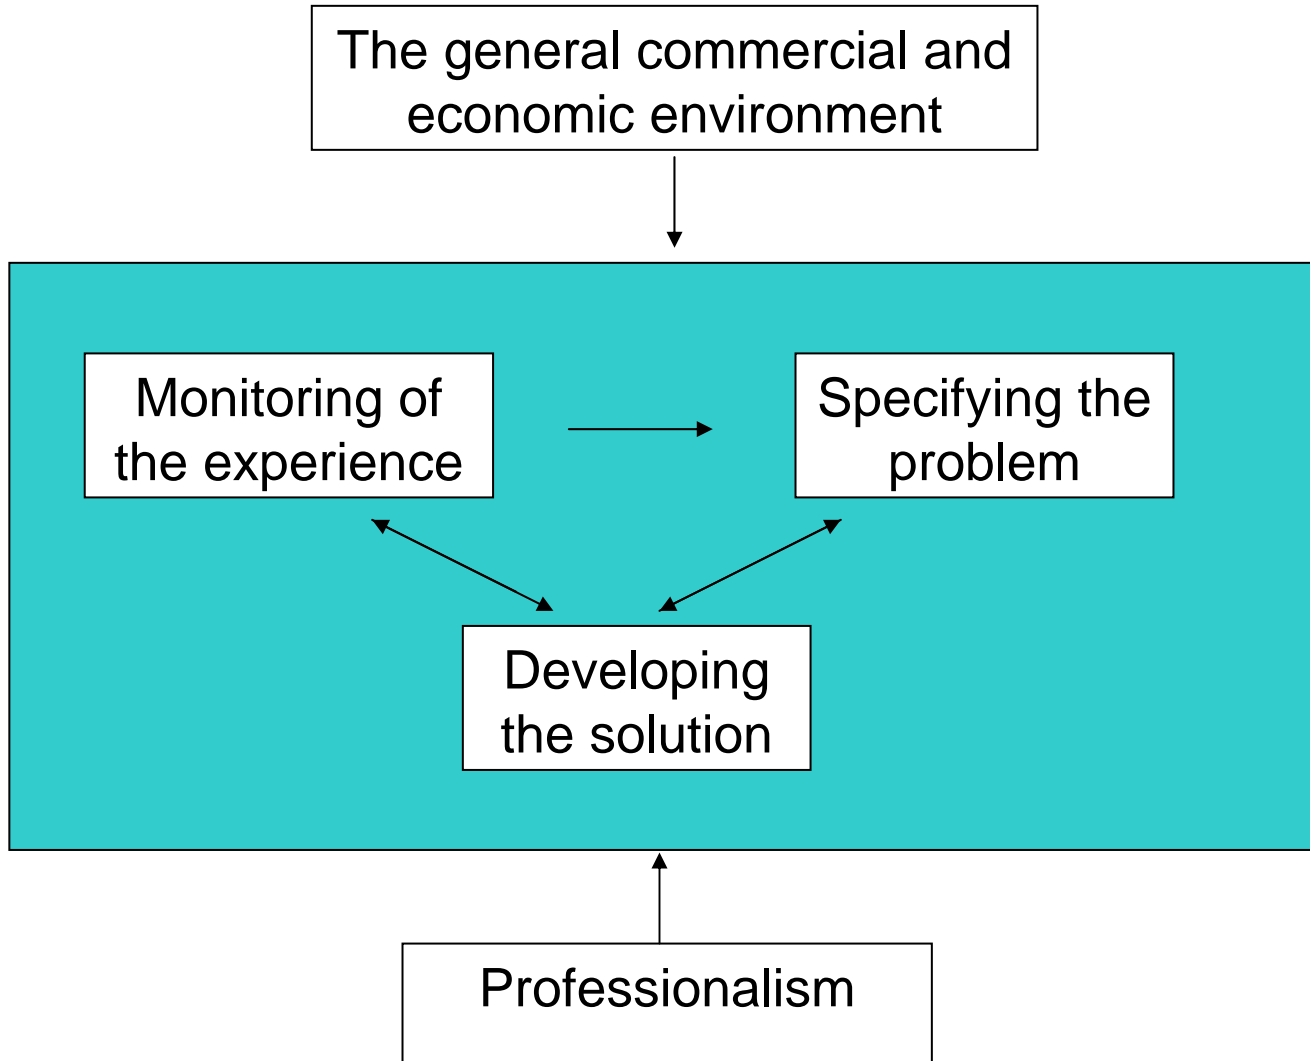 The general commercial and
economic environment
Monitoring of
the experience
Specifying the
problem
Developing
the solution
Professionalism